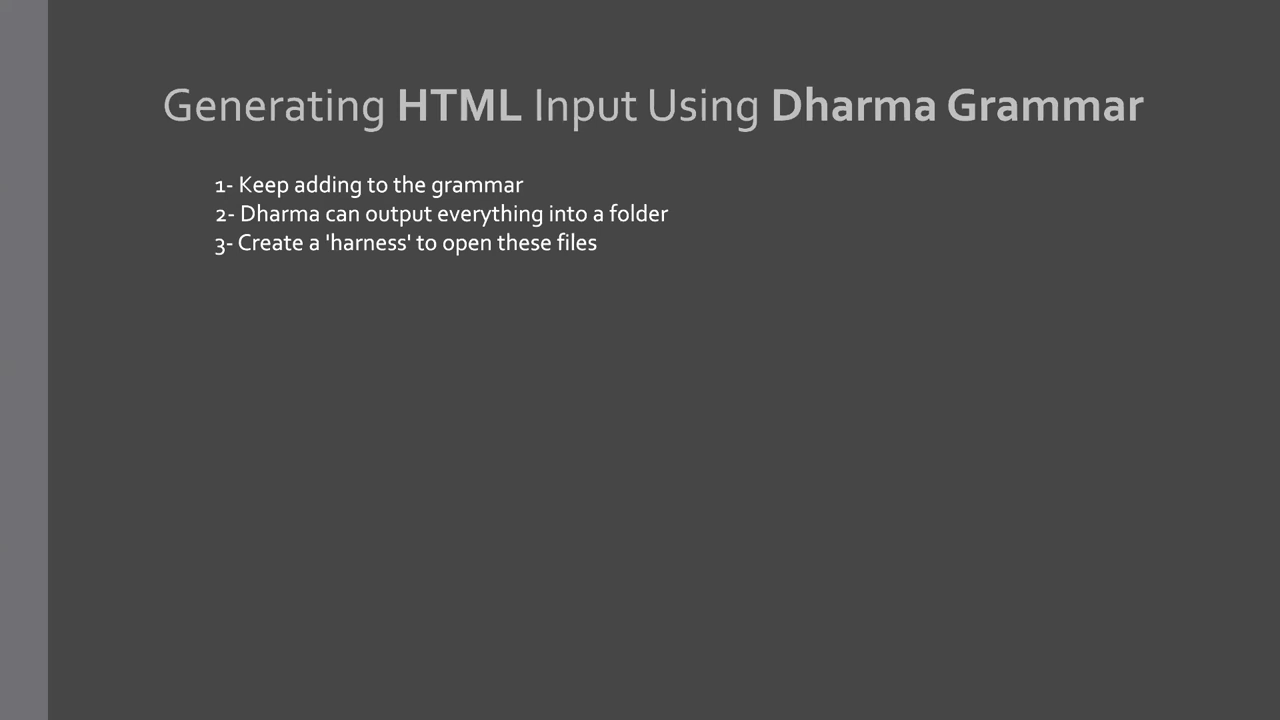 Generating HTML Input Using Dharma Grammar
1- Keep adding to the grammar
2- Dharma can output everything into a folder
3- Create a 'harness' to open these files